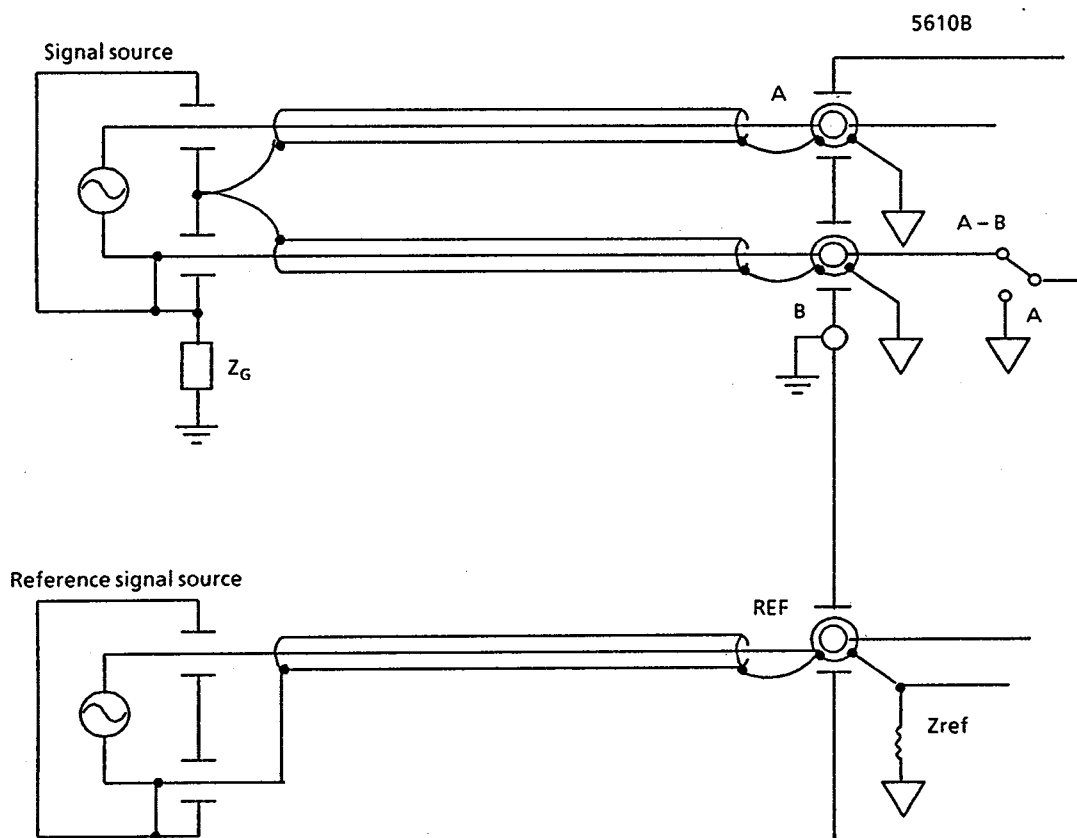 5610B
Signal source
A
A – B
B
A
Z_G
Reference signal source
REF
Zref